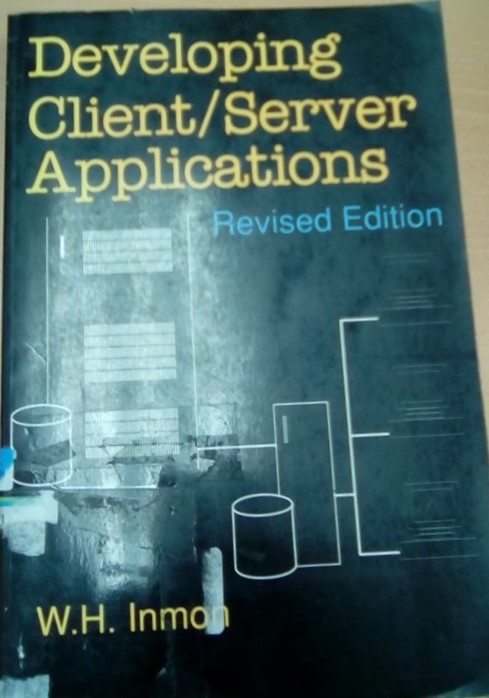 Developing
Client/Server
Applications
Revised Edition
W.H. Inmon